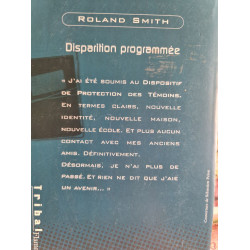 ROLAND SMITH
Disparition programmée
« J'AI ÉTÉ SOUMIS AU DISPOSITIF
DE PROTECTION DES TÉMOINS.
EN TERMES CLAIRS, NOUVELLE
IDENTITÉ, NOUVELLE MAISON,
NOUVELLE ÉCOLE. ET PLUS AUCUN
CONTACT AVEC MES ANCIENS
AMIS. DÉFINITIVEMENT.
DÉSORMAIS, JE N'AI PLUS DE
PASSÉ. ET RIEN NE DIT QUE J'AIE
UN AVENIR... »
Tribal